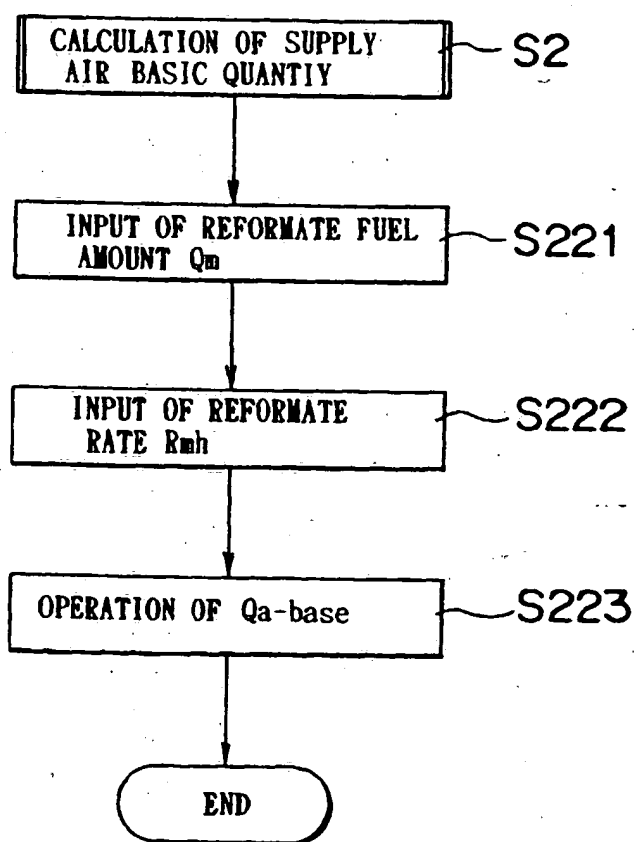 CALCULATION OF SUPPLY
AIR BASIC QUANTIY
S2
INPUT OF REFORMATE FUEL
AMOUNT Qm
S221
INPUT OF REFORMATE
RATE Rmh
S222
OPERATION OF Qa-base
S223
END